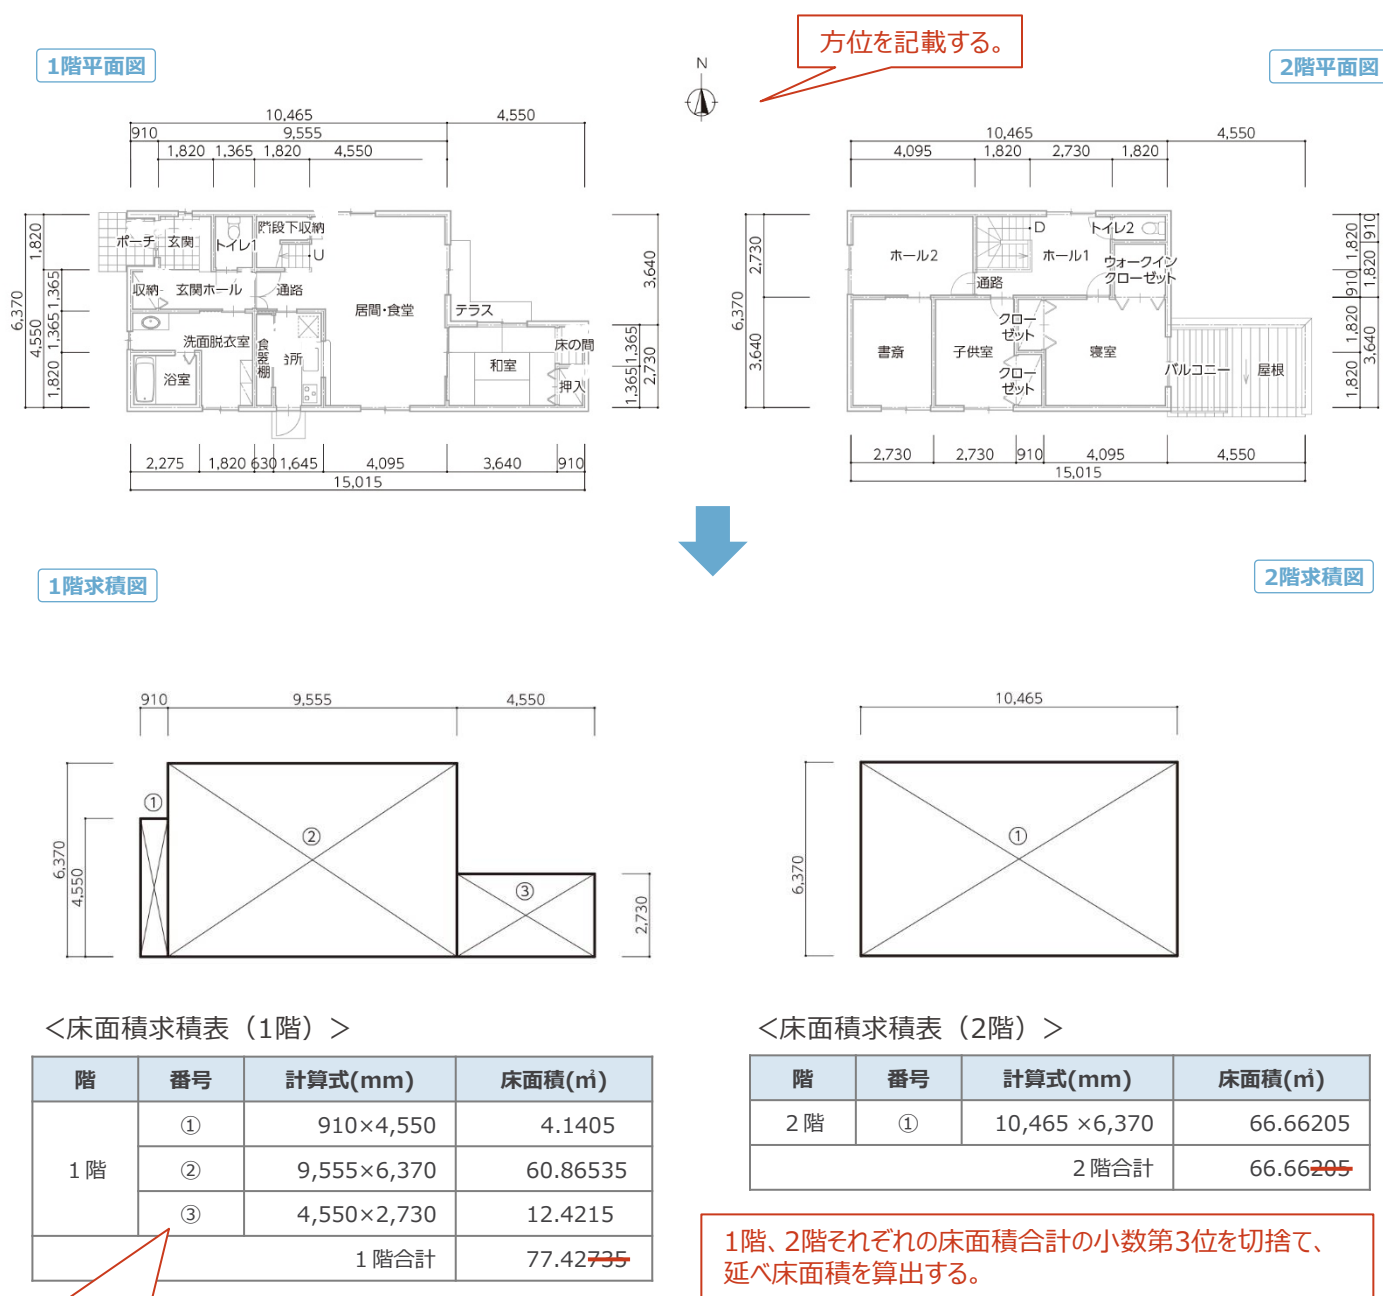 方位を記載する。
1階平面図
N
2階平面図
10,465
4,550
910
9,555
1,820
1,365
1,820
4,550
6,370
1,820
4,550
1,365
1,365
1,820
ポーチ
玄関
トイレ1
階段下収納
U
収納
玄関ホール
通路
居間・食堂
テラス
洗面脱衣室
食器棚
台所
浴室
和室
床の間
押入
3,640
1,365
1,365
2,730
2,275
1,820
630
1,645
4,095
3,640
910
15,015
10,465
4,550
4,095
1,820
2,730
1,820
6,370
2,730
3,640
ホール2
D
トイレ2
ホール1
ウォークイン
クローゼット
通路
クロー
ゼット
書斎
子供室
クロー
ゼット
寝室
バルコニー
屋根
1,820
910
910
1,820
1,820
1,820
3,640
2,730
2,730
910
4,095
4,550
15,015
1階求積図
2階求積図
910
9,555
4,550
6,370
4,550
①
②
③
2,730
10,465
6,370
①
<床面積求積表（1階）>
階
番号
計算式(mm)
床面積(㎡)
1階
①
910×4,550
4.1405
②
9,555×6,370
60.86535
③
4,550×2,730
12.4215
1階合計
77.42735
<床面積求積表（2階）>
階
番号
計算式(mm)
床面積(㎡)
2階
①
10,465 ×6,370
66.66205
2階合計
66.66205
1階、2階それぞれの床面積合計の小数第3位を切捨て、
延べ床面積を算出する。